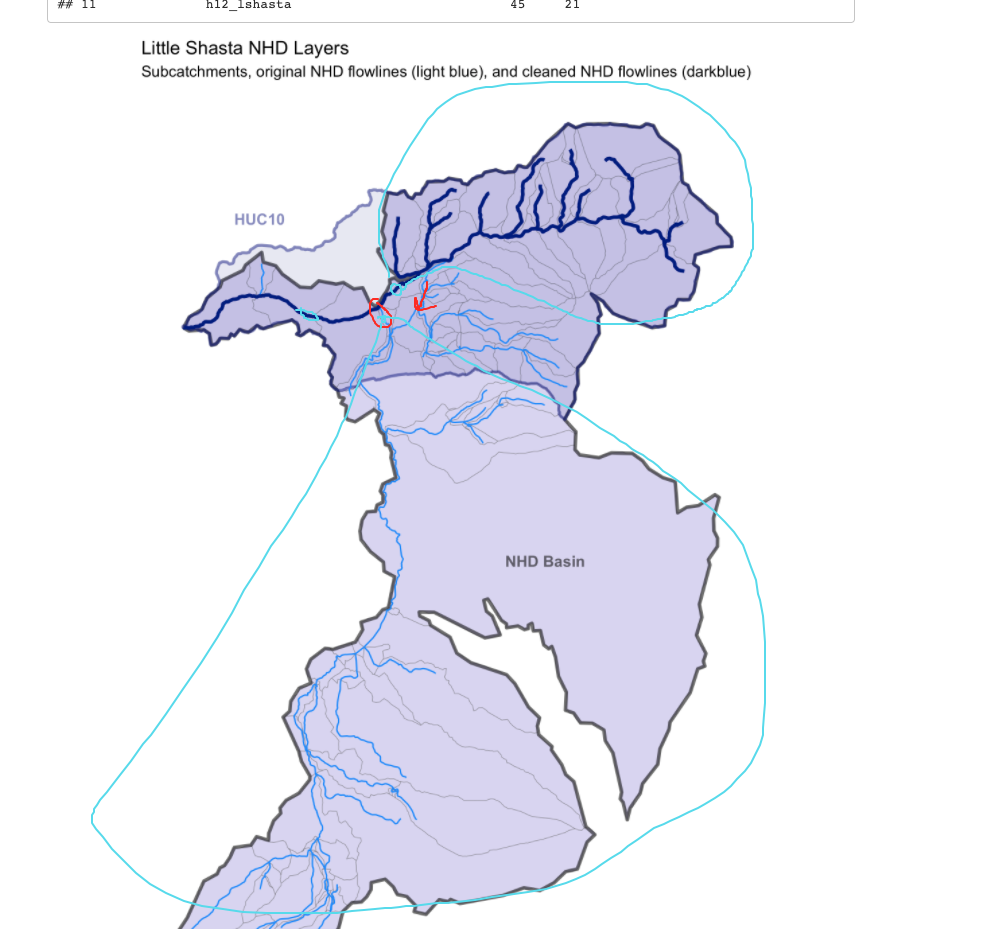 ## 11 h12_lshasta 45 21
Little Shasta NHD Layers
Subcatchments, original NHD flowlines (light blue), and cleaned NHD flowlines (darkblue)
HUC10
NHD Basin